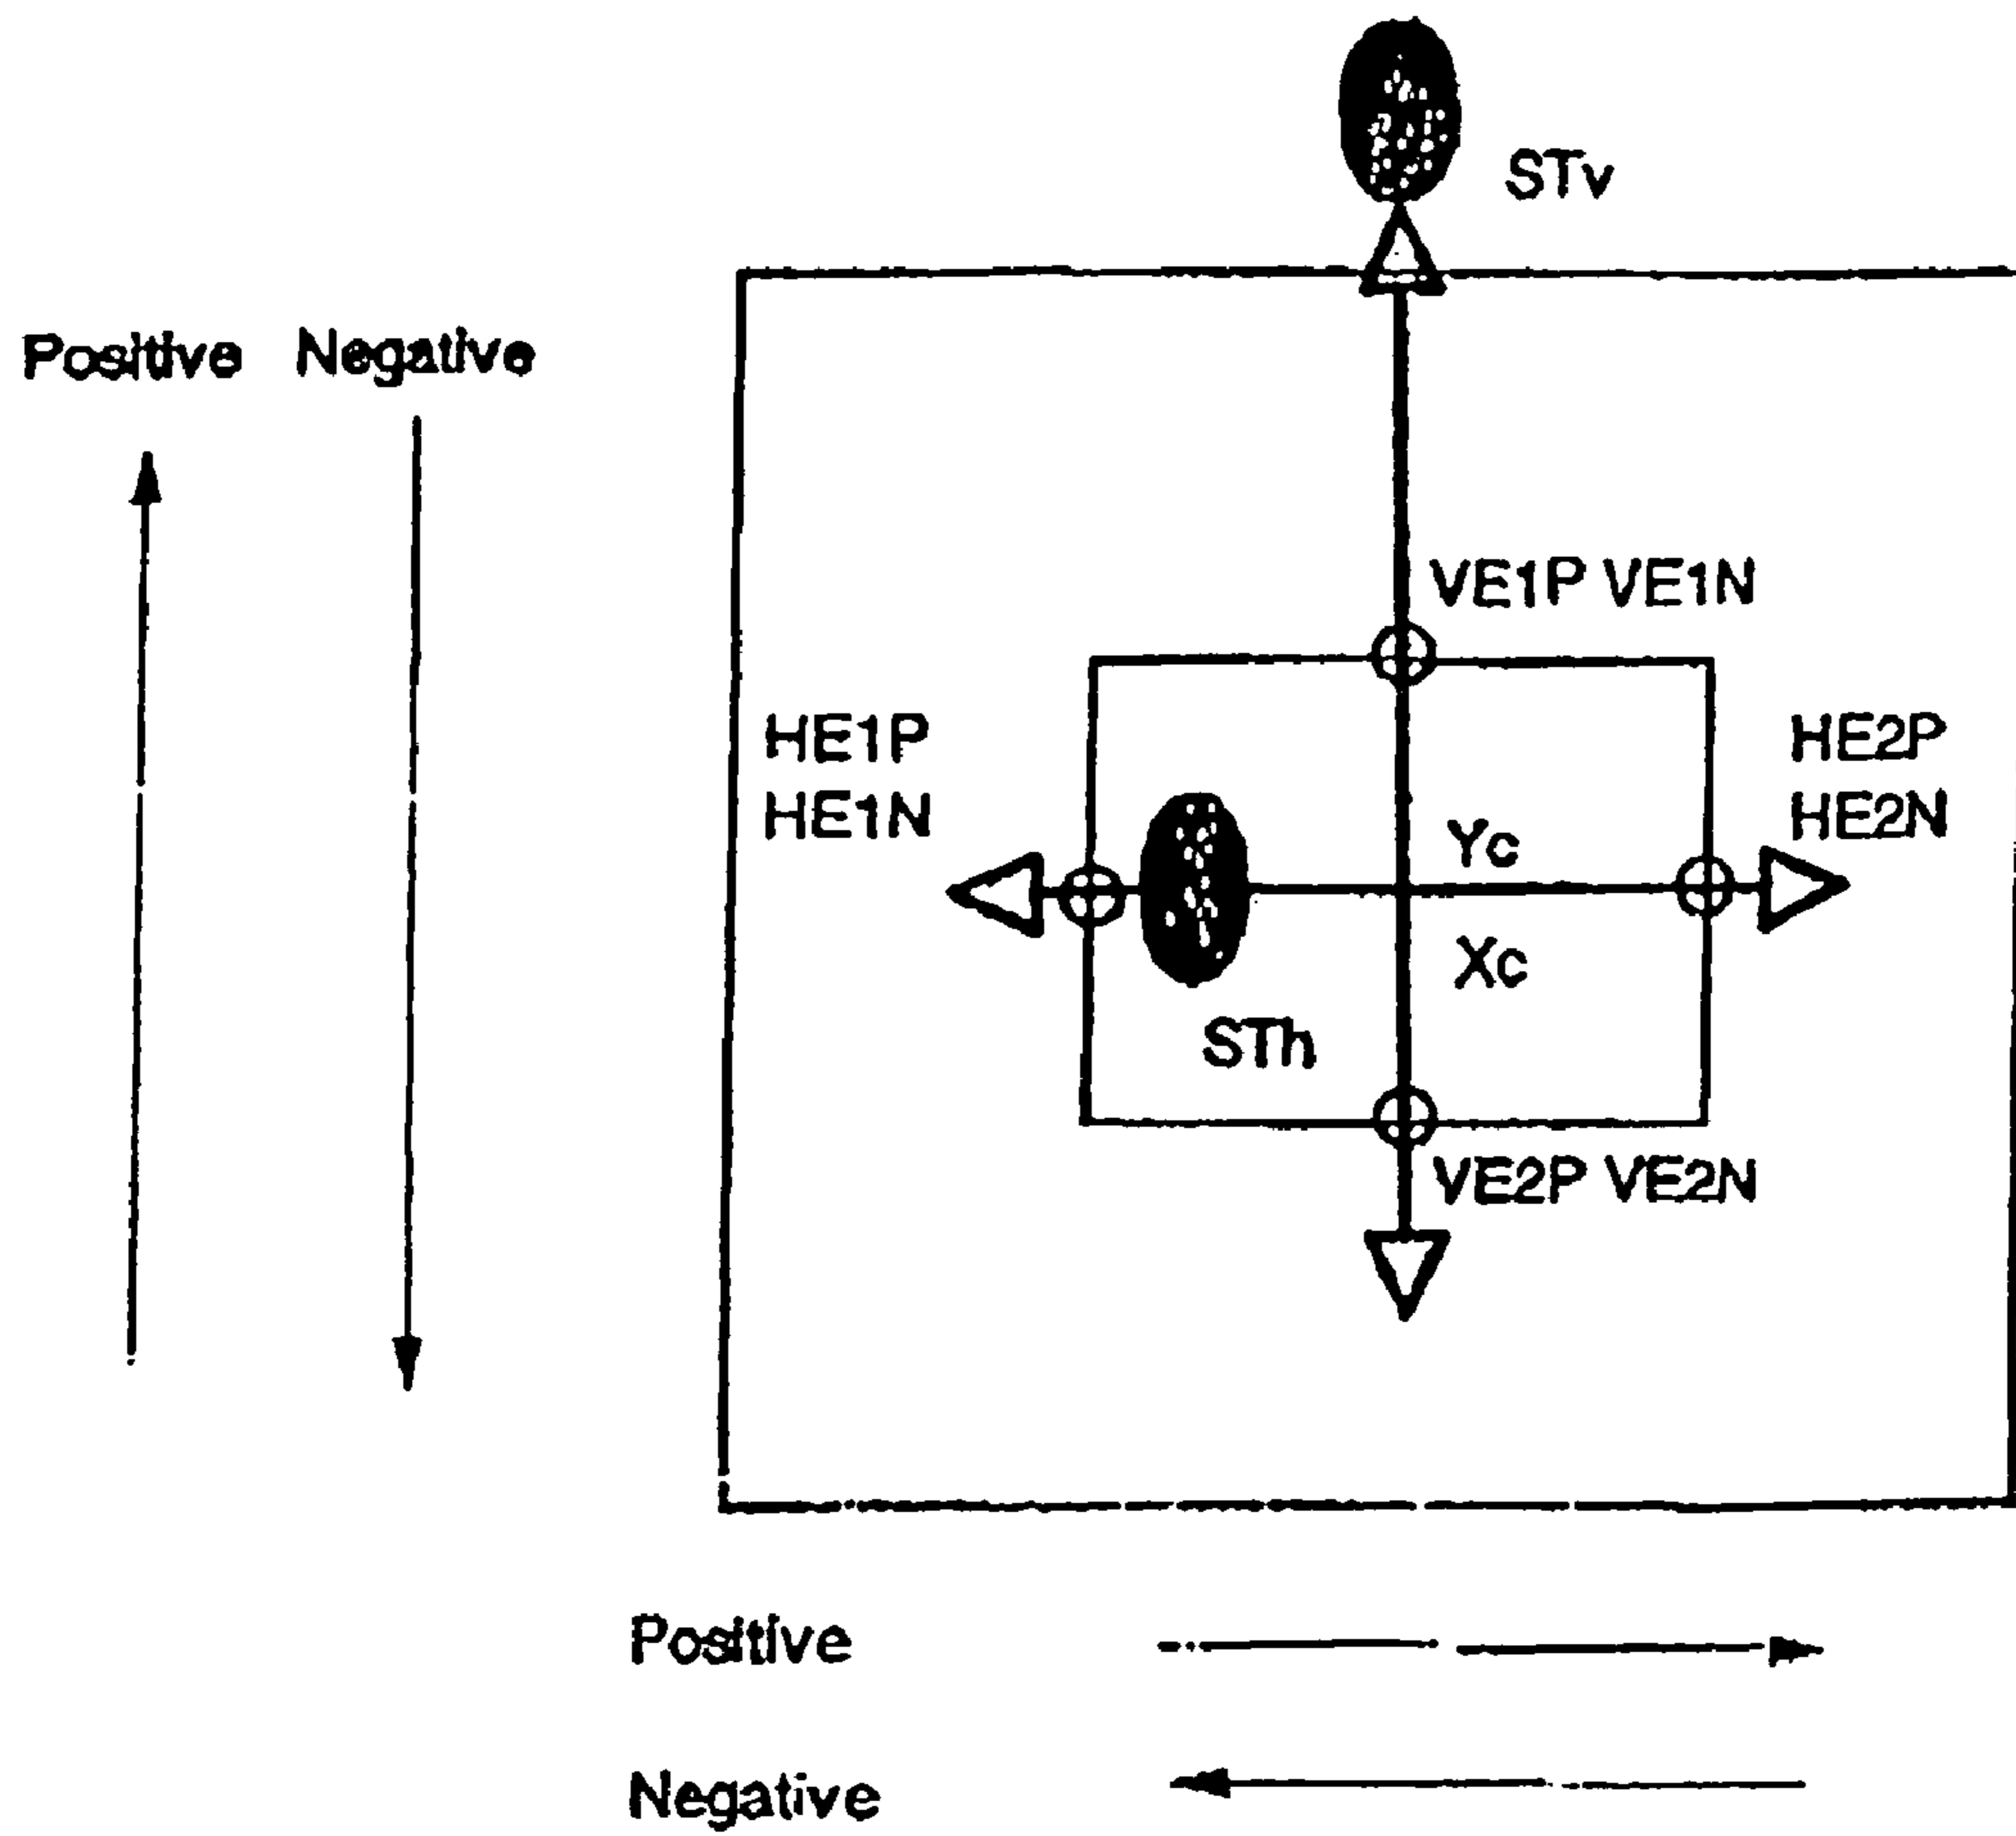 STv
Positive Negative
VE1P VE1N
HE1P
HE1N
HE2P
HE2N
Yc
Xc
STh
VE2P VE2N
Positive
Negative